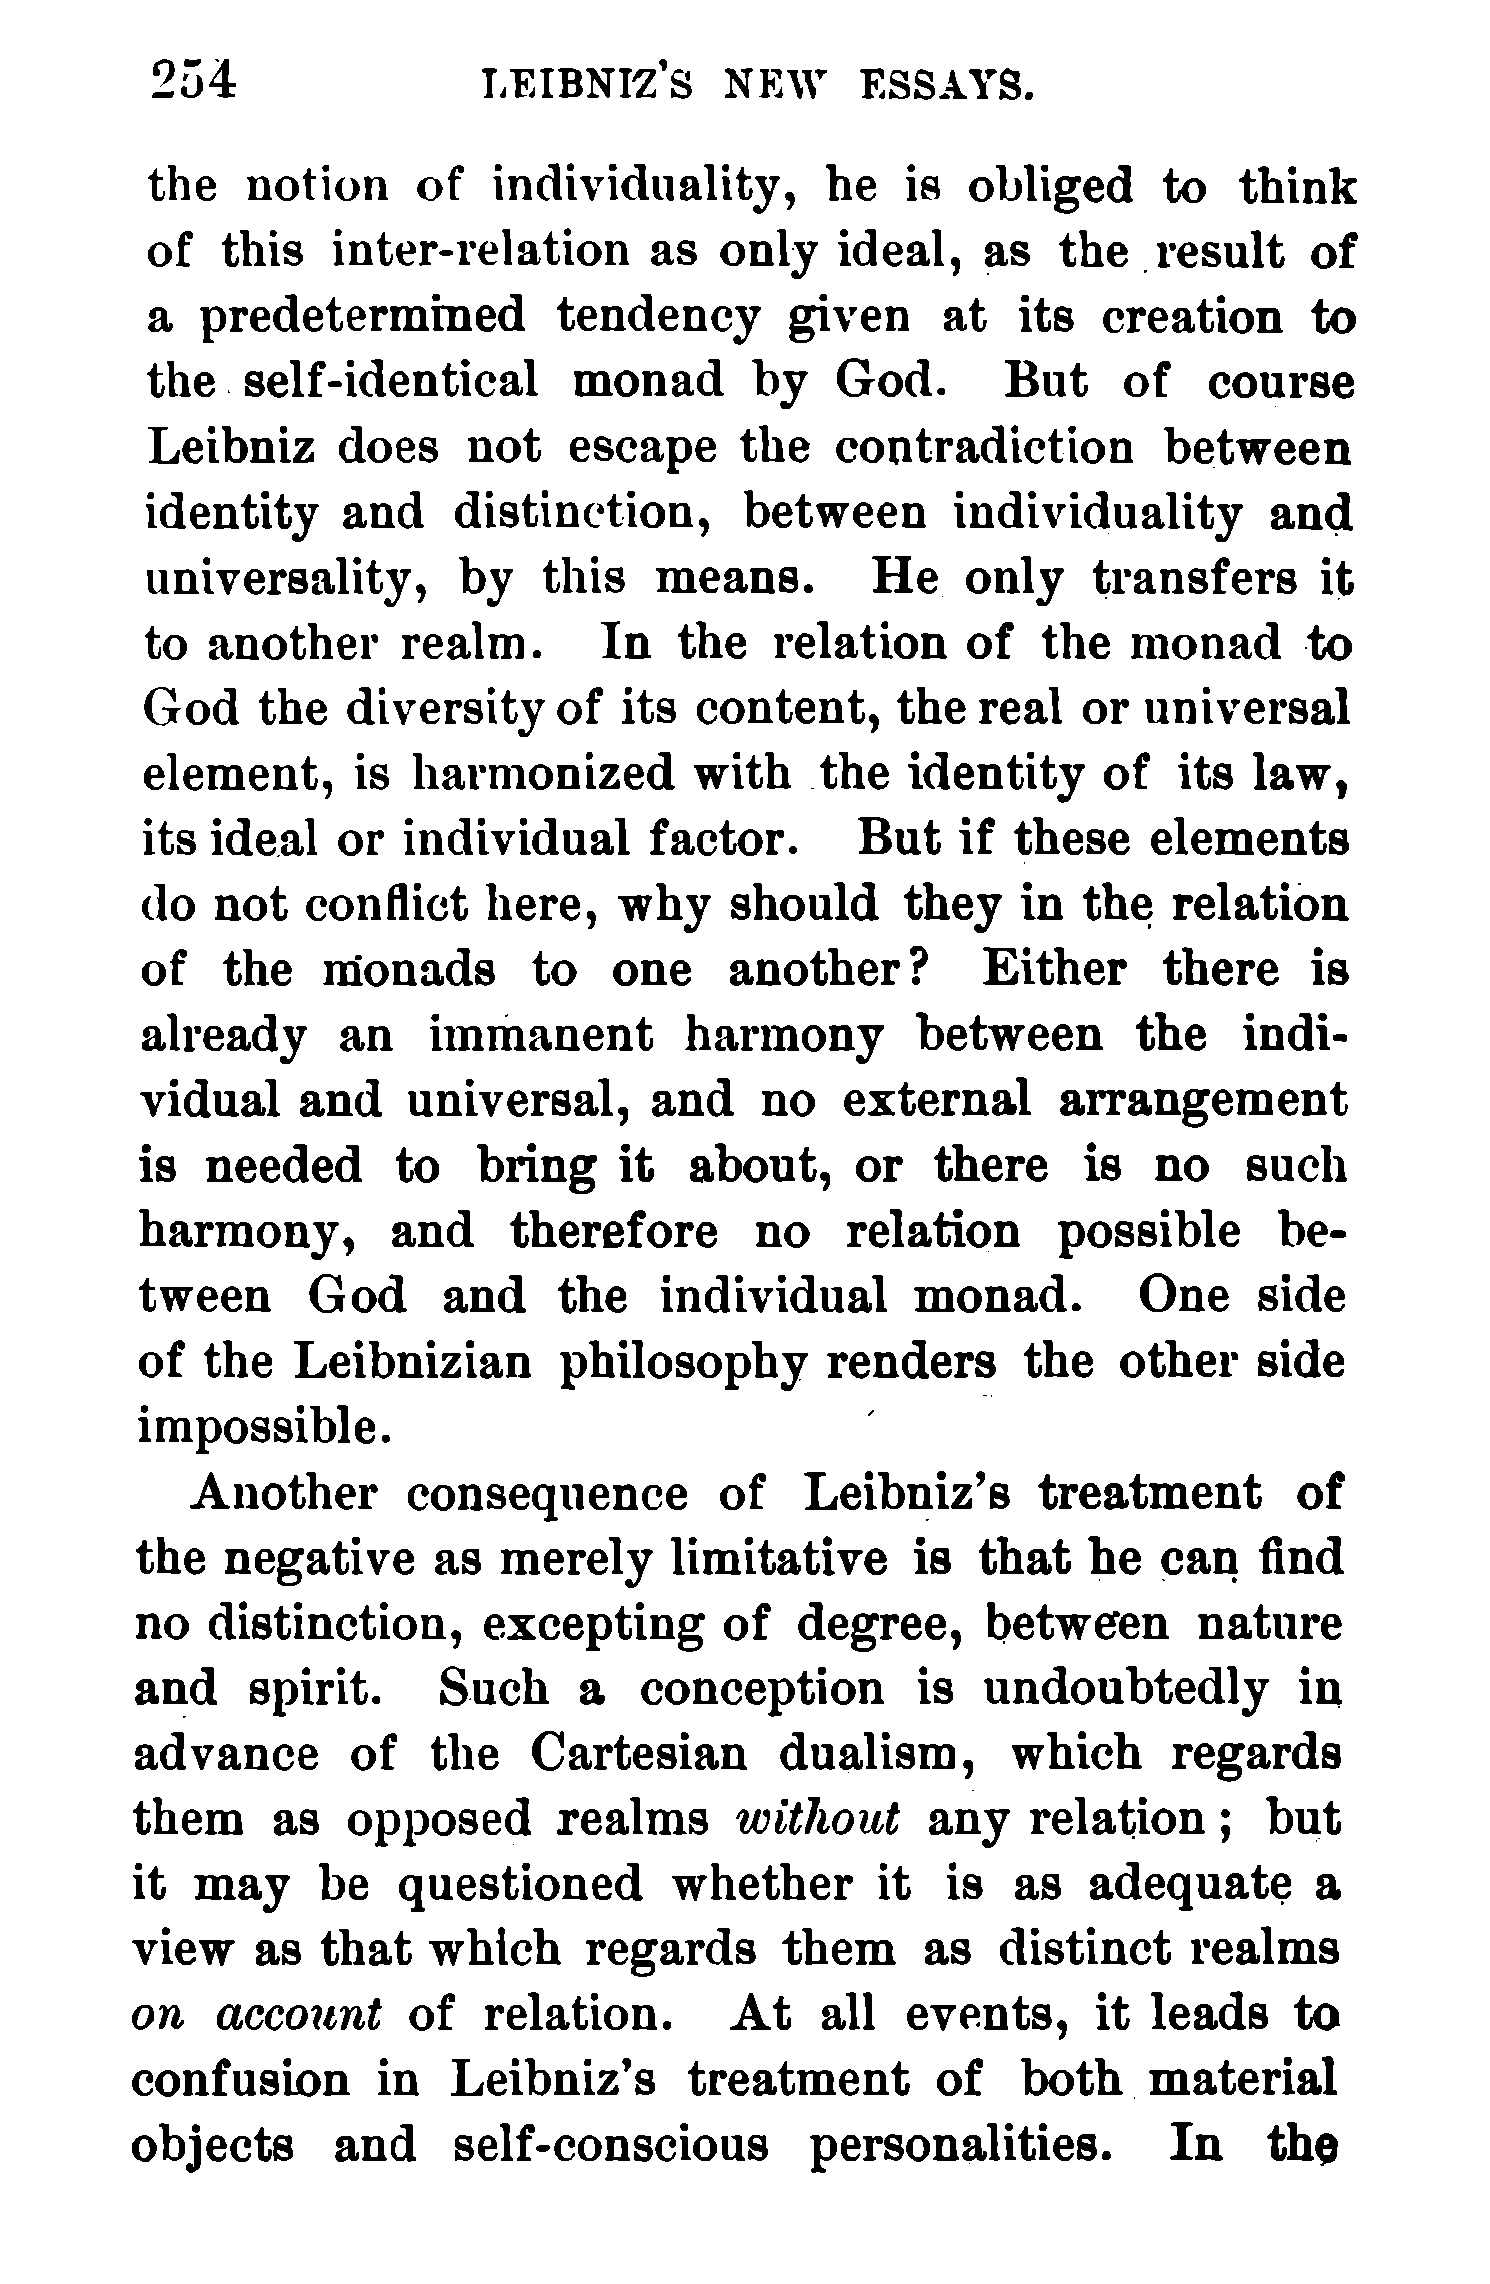 254 LEIBNIZ'S NEW ESSAYS.
the notion of individuality, he is obliged to think
of this inter-relation as only ideal, as the result of
a predetermined tendency given at its creation to
the self-identical monad by God. But of course
Leibniz does not escape the contradiction between
identity and distinction, between individuality and
universality, by this means. He only transfers it
to another realm. In the relation of the monad to
God the diversity of its content, the real or universal
element, is harmonized with the identity of its law,
its ideal or individual factor. But if these elements
do not conflict here, why should they in the relation
of the monads to one another? Either there is
already an immanent harmony between the indi-
vidual and universal, and no external arrangement
is needed to bring it about, or there is no such
harmony, and therefore no relation possible be-
tween God and the individual monad. One side
of the Leibnizian philosophy renders the other side
impossible.
Another consequence of Leibniz's treatment of
the negative as merely limitative is that he can find
no distinction, excepting of degree, between nature
and spirit. Such a conception is undoubtedly in
advance of the Cartesian dualism, which regards
them as opposed realms without any relation; but
it may be questioned whether it is as adequate a
view as that which regards them as distinct realms
on account of relation. At all events, it leads to
confusion in Leibniz's treatment of both material
objects and self-conscious personalities. In the